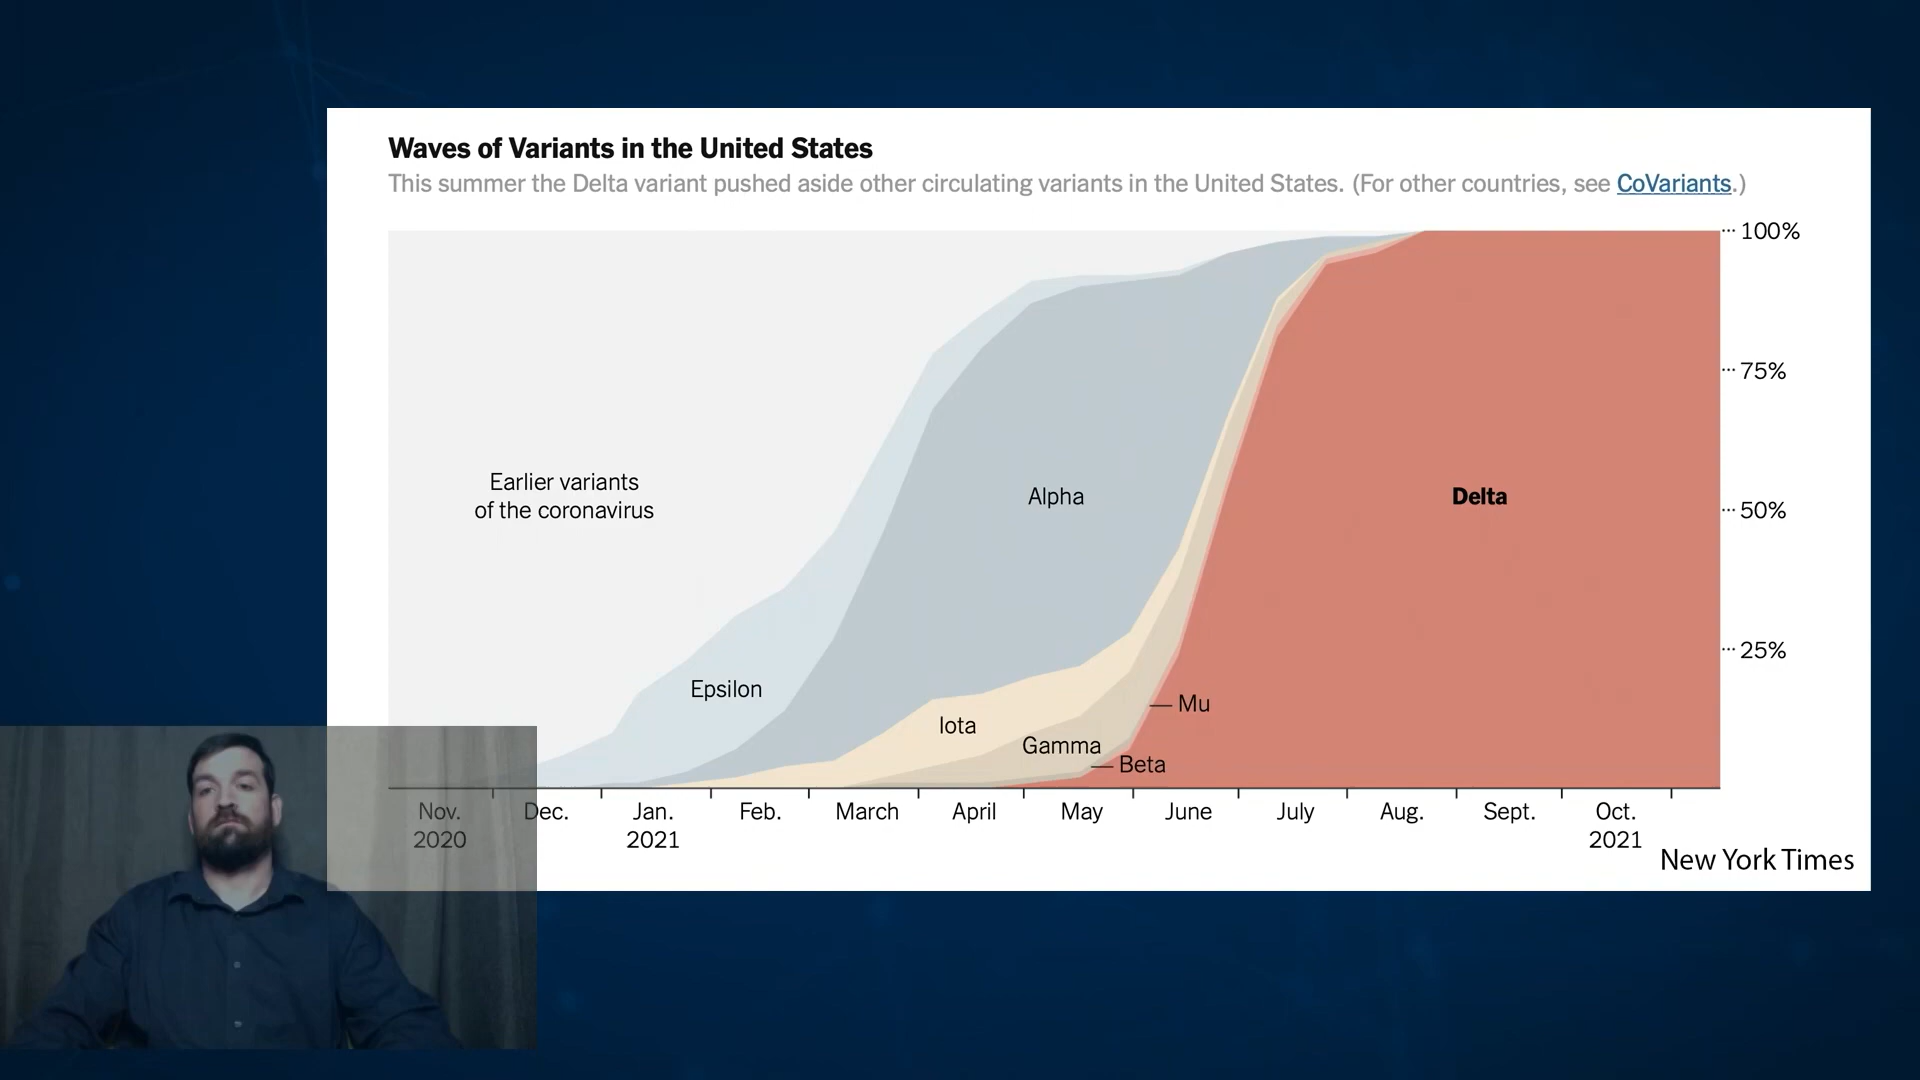 Waves of Variants in the United States
This summer the Delta variant pushed aside other circulating variants in the United States. (For other countries, see CoVariants.)
100%
75%
50%
25%
Earlier variants
of the coronavirus
Alpha
Delta
Epsilon
Iota
Gamma
Mu
Beta
Nov. Dec. Jan. Feb. March April May June July Aug. Sept. Oct.
2020 2021 2021
New York Times